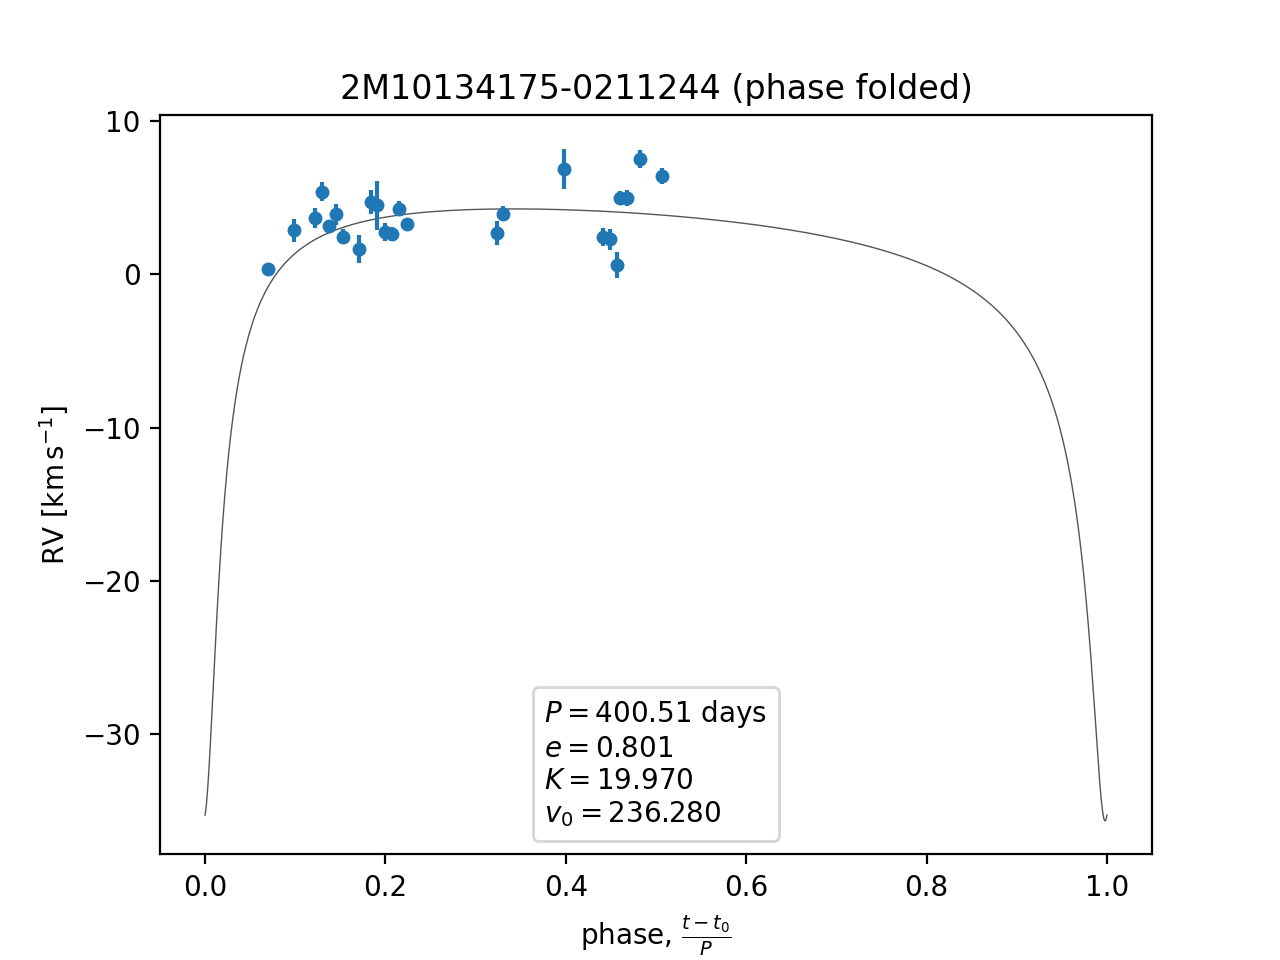 2M10134175-0211244 (phase folded)
10
0
−10
−20
−30
RV [km s⁻¹]
P = 400.51 days
e = 0.801
K = 19.970
v₀ = 236.280
0.0 0.2 0.4 0.6 0.8 1.0
phase, (t − t₀)/P